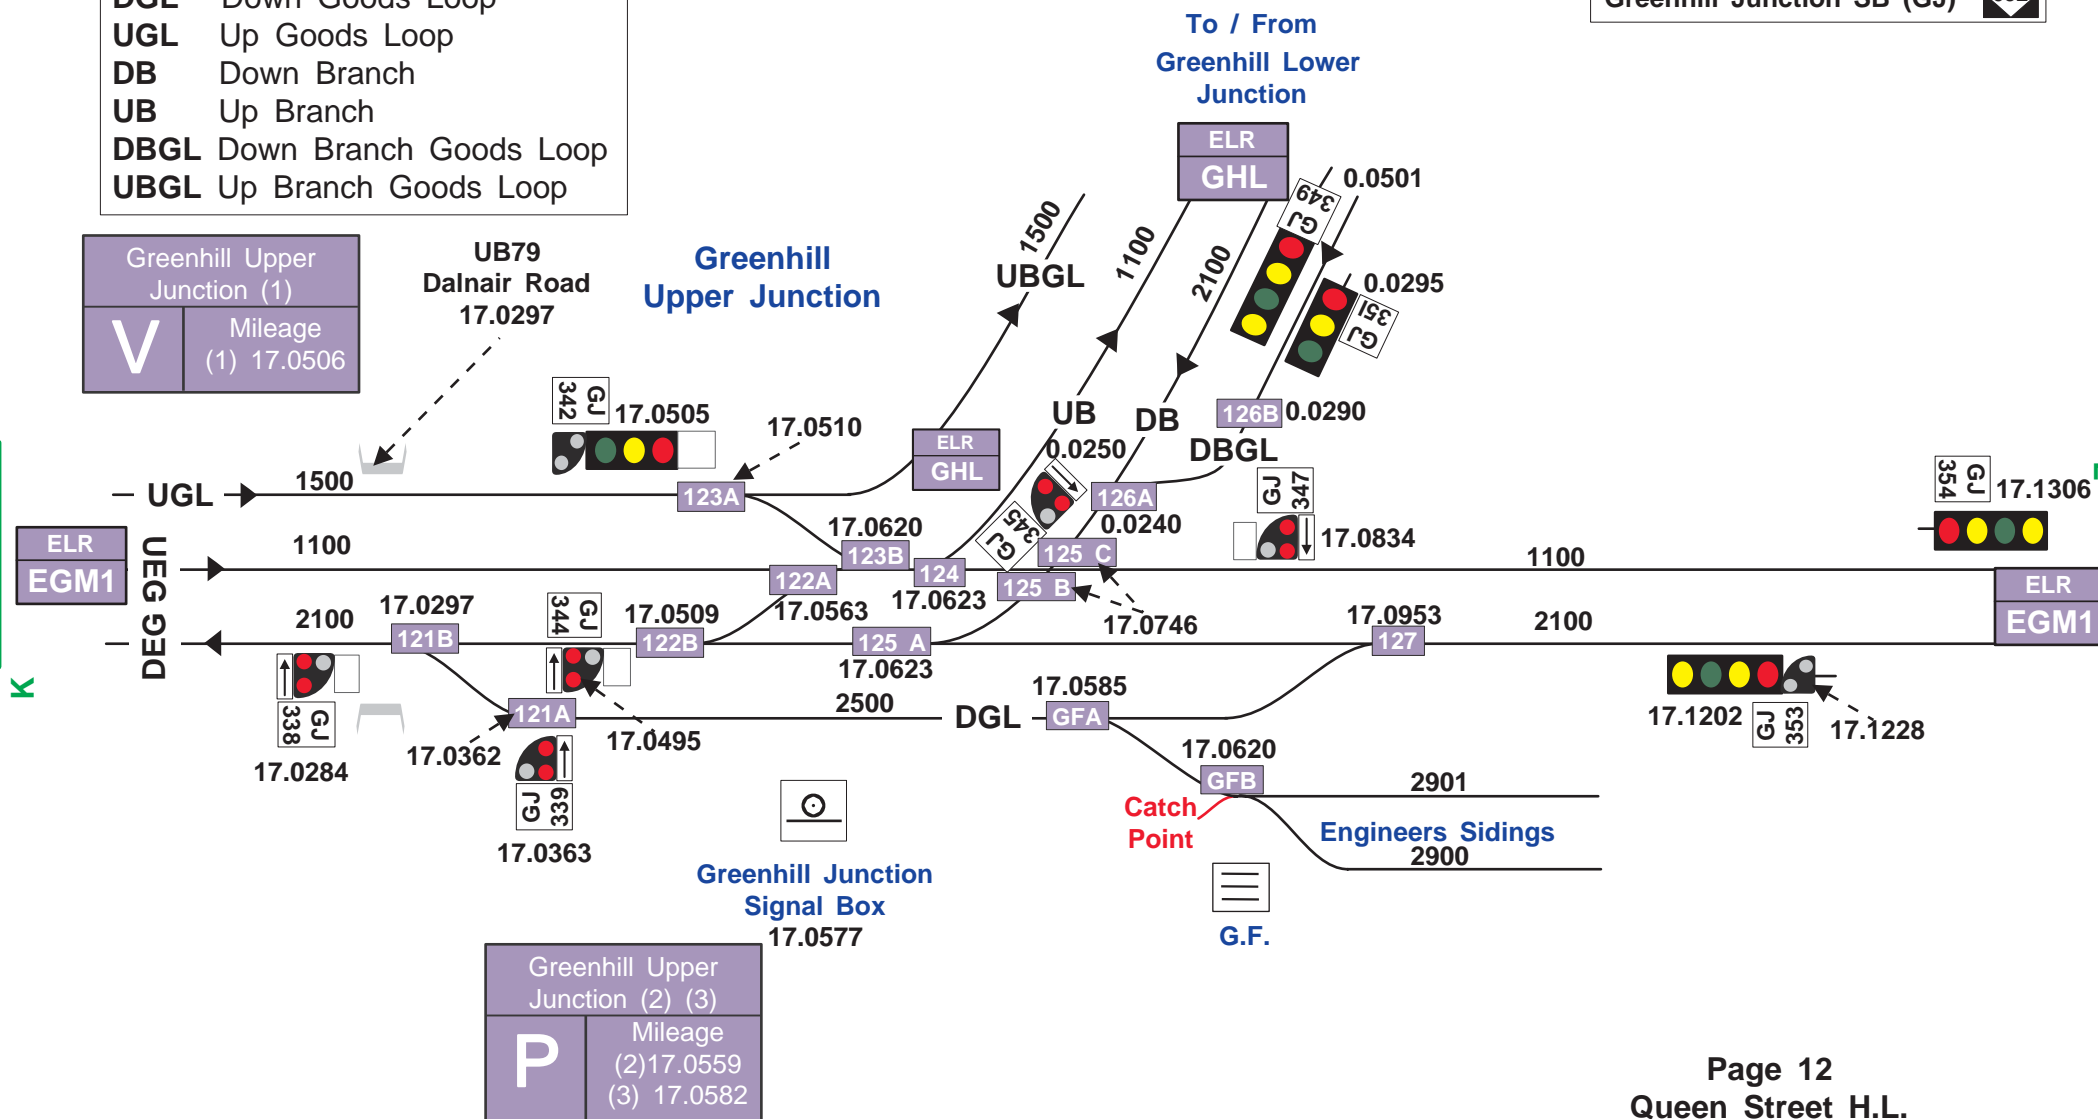 DGL Down Goods Loop
UGL Up Goods Loop
DB Down Branch
UB Up Branch
DBGL Down Branch Goods Loop
UBGL Up Branch Goods Loop
Greenhill Junction SB (GJ)
To / From
Greenhill Lower
Junction
ELR
GHL
GJ
349
0.0501
0.0295
GJ
351
Greenhill Upper
Junction (1)
V
Mileage
(1) 17.0506
UB79
Dalnair Road
17.0297
Greenhill
Upper Junction
1500
UBGL
1100
2100
UB
DB
DBGL
126B
0.0290
GJ
342
17.0505
17.0510
ELR
GHL
0.0250
GJ
345
126A
0.0240
GJ
347
17.0834
GJ
354
17.1306
UGL
1500
123A
17.0620
123B
125 C
ELR
EGM1
UEG
1100
122A
17.0563
124
17.0623
125 B
17.0746
1100
ELR
EGM1
DEG
2100
17.0297
121B
GJ
344
17.0509
122B
125 A
17.0623
17.0953
127
2100
K
GJ
338
17.0284
17.0362
121A
17.0495
2500
DGL
17.0585
GFA
17.1202
GJ
353
17.1228
GJ
339
17.0363
17.0620
GFB
2901
Catch
Point
Engineers Sidings
2900
Greenhill Junction
Signal Box
17.0577
G.F.
Greenhill Upper
Junction (2) (3)
P
Mileage
(2)17.0559
(3) 17.0582
Page 12
Queen Street H.L.